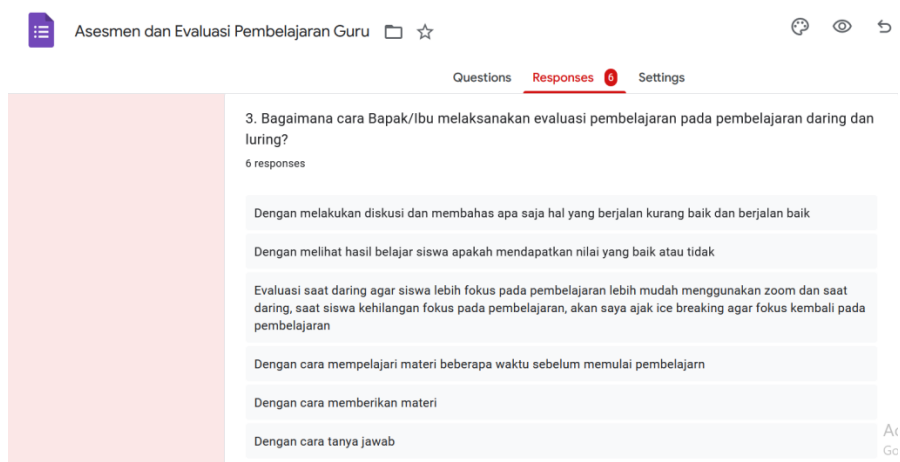 Asesmen dan Evaluasi Pembelajaran Guru
Questions Responses 6 Settings
3. Bagaimana cara Bapak/Ibu melaksanakan evaluasi pembelajaran pada pembelajaran daring dan
luring?
6 responses
Dengan melakukan diskusi dan membahas apa saja hal yang berjalan kurang baik dan berjalan baik
Dengan melihat hasil belajar siswa apakah mendapatkan nilai yang baik atau tidak
Evaluasi saat daring agar siswa lebih fokus pada pembelajaran lebih mudah menggunakan zoom dan saat
daring, saat siswa kehilangan fokus pada pembelajaran, akan saya ajak ice breaking agar fokus kembali pada
pembelajaran
Dengan cara mempelajari materi beberapa waktu sebelum memulai pembelajarn
Dengan cara memberikan materi
Dengan cara tanya jawab